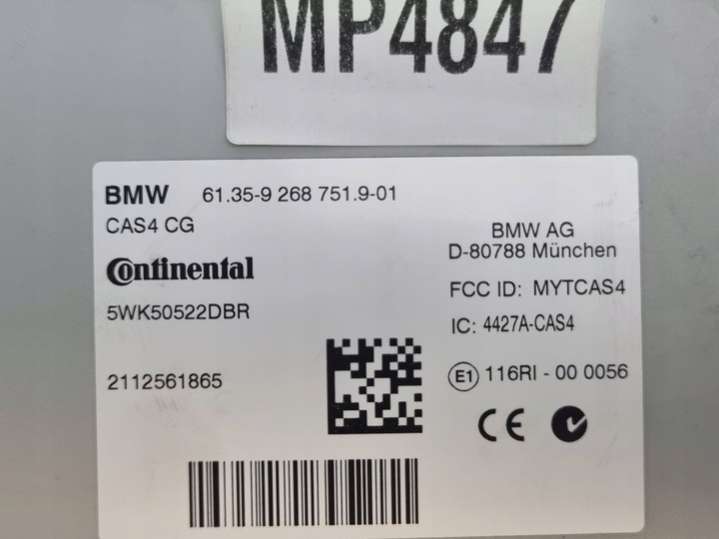 MP4847
BMW 61.35-9 268 751.9-01
CAS4 CG
BMW AG
D-80788 München
Continental
FCC ID: MYTCAS4
5WK50522DBR
IC: 4427A-CAS4
2112561865
E1 116RI - 00 0056
CE